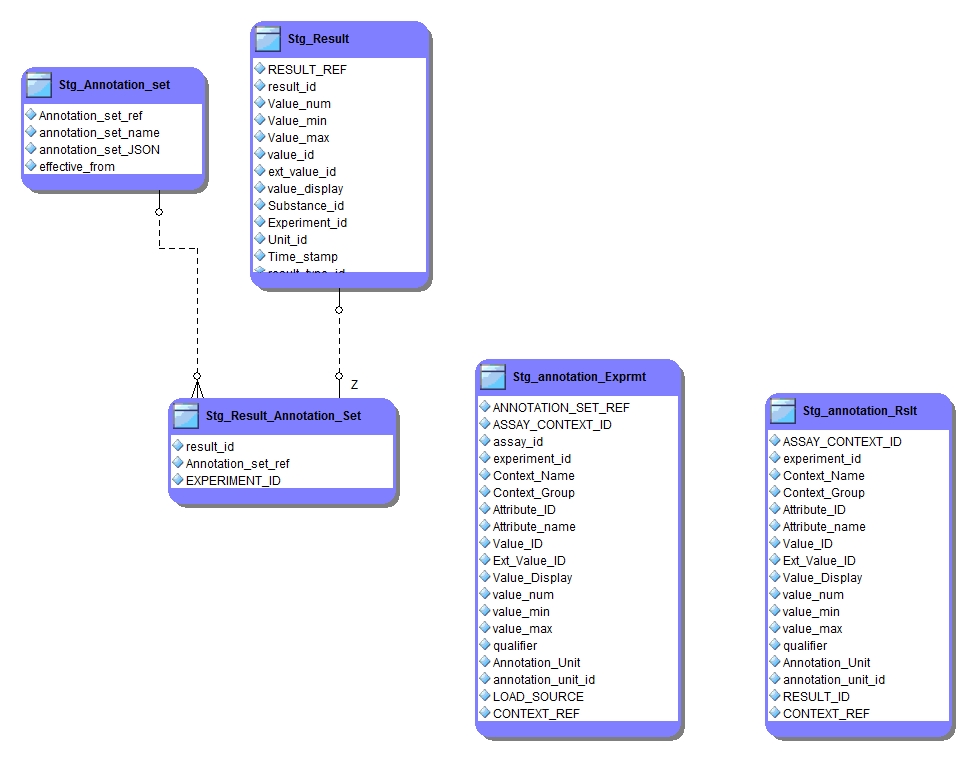 Stg_Annotation_set
Annotation_set_ref
annotation_set_name
annotation_set_JSON
effective_from
Stg_Result
RESULT_REF
result_id
Value_num
Value_min
Value_max
value_id
ext_value_id
value_display
Substance_id
Experiment_id
Unit_id
Time_stamp
result_type_id
Z
Stg_Result_Annotation_Set
result_id
Annotation_set_ref
EXPERIMENT_ID
Stg_annotation_Exprmt
ANNOTATION_SET_REF
ASSAY_CONTEXT_ID
assay_id
experiment_id
Context_Name
Context_Group
Attribute_ID
Attribute_name
Value_ID
Ext_Value_ID
Value_Display
value_num
value_min
value_max
qualifier
Annotation_Unit
annotation_unit_id
LOAD_SOURCE
CONTEXT_REF
Stg_annotation_Rslt
ASSAY_CONTEXT_ID
experiment_id
Context_Name
Context_Group
Attribute_ID
Attribute_name
Value_ID
Ext_Value_ID
Value_Display
value_num
value_min
value_max
qualifier
Annotation_Unit
annotation_unit_id
RESULT_ID
CONTEXT_REF